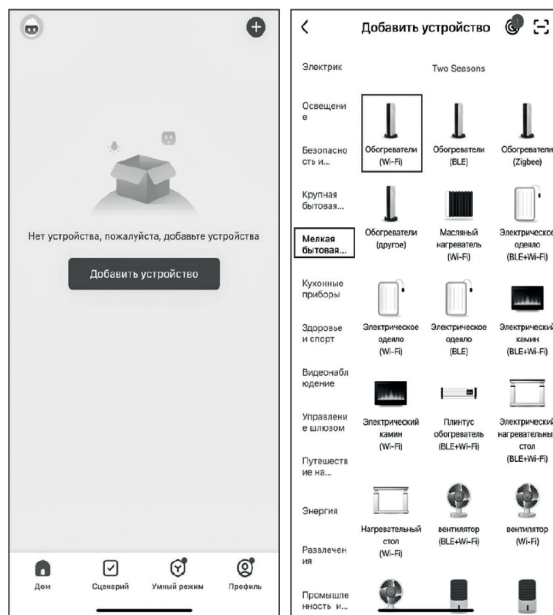 Нет устройства, пожалуйста, добавьте устройства
Добавить устройство
Дом
Сценарий
Умный режим
Профиль
Добавить устройство
Электрик
Освещени
е
Безопасно
сть и...
Крупная
бытовая...
Мелкая
бытовая...
Кухонные
приборы
Здоровье
и спорт
Видеонабл
юдение
Управлени
е шлюзом
Путешеств
ие на...
Энергия
Развлечен
ия
Промышле
нность и...
Two Seasons
Обогреватели
(Wi-Fi)
Обогреватели
(BLE)
Обогреватели
(Zigbee)
Обогреватели
(другое)
Масляный
нагреватель
(Wi-Fi)
Электрическое
одеяло
(BLE+Wi-Fi)
Электрическое
одеяло
(Wi-Fi)
Электрическое
одеяло
(BLE)
Электрический
камин
(BLE+Wi-Fi)
Электрический
камин
(Wi-Fi)
Плинтус
обогреватель
(BLE+Wi-Fi)
Электрический
нагревательный
стол
(BLE+Wi-Fi)
Нагревательный
стол
(Wi-Fi)
вентилятор
(BLE+Wi-Fi)
вентилятор
(Wi-Fi)